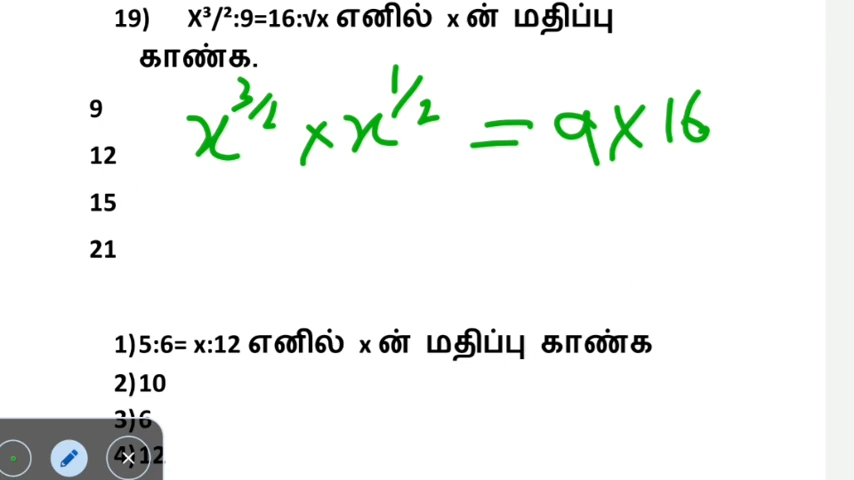 19) X³/²:9=16:√x எனில் x ன் மதிப்பு
காண்க.
x^3/2 × x^1/2 = 9 × 16
9
12
15
21
1) 5:6= x:12 எனில் x ன் மதிப்பு காண்க
2) 10
3) 6
4) 12